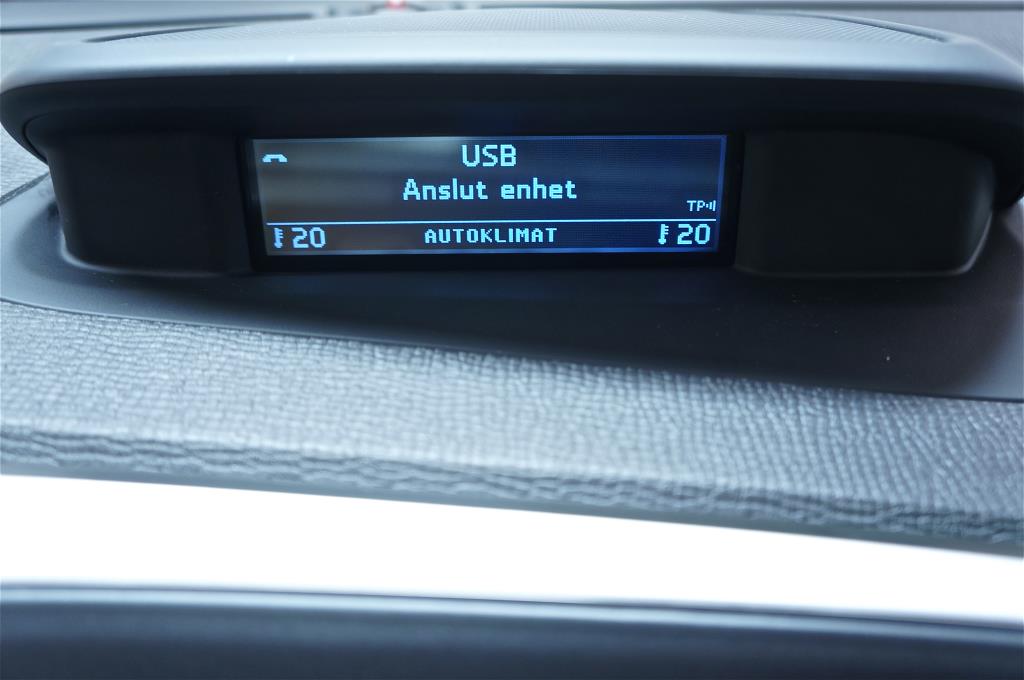 USB
Anslut enhet
TP
20 AUTOKLIMAT 20